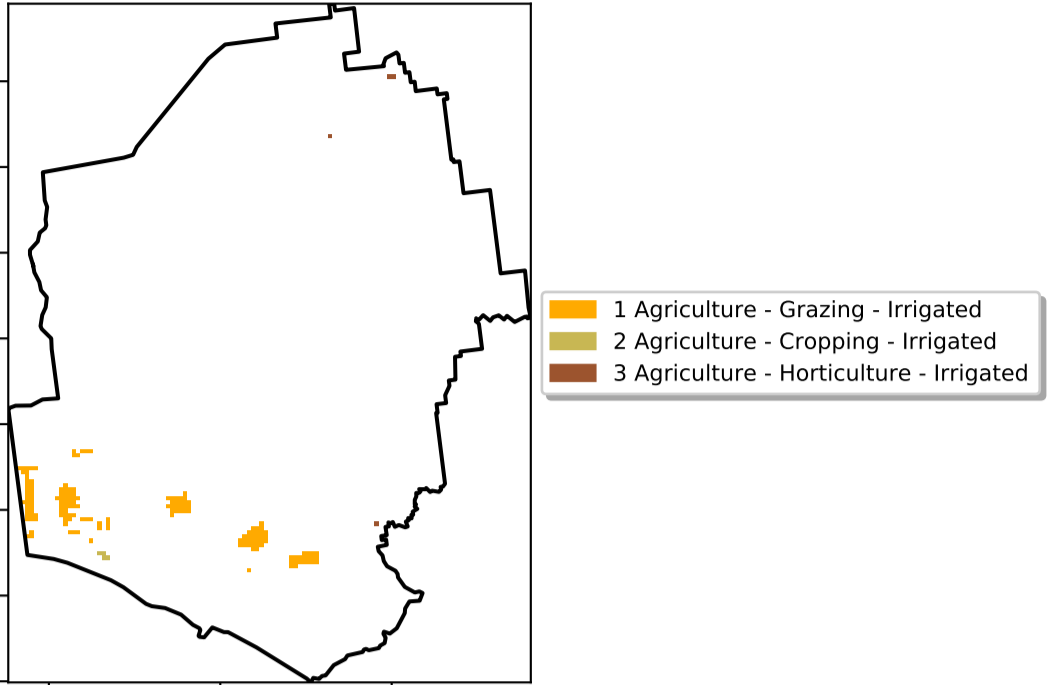 1 Agriculture - Grazing - Irrigated
2 Agriculture - Cropping - Irrigated
3 Agriculture - Horticulture - Irrigated